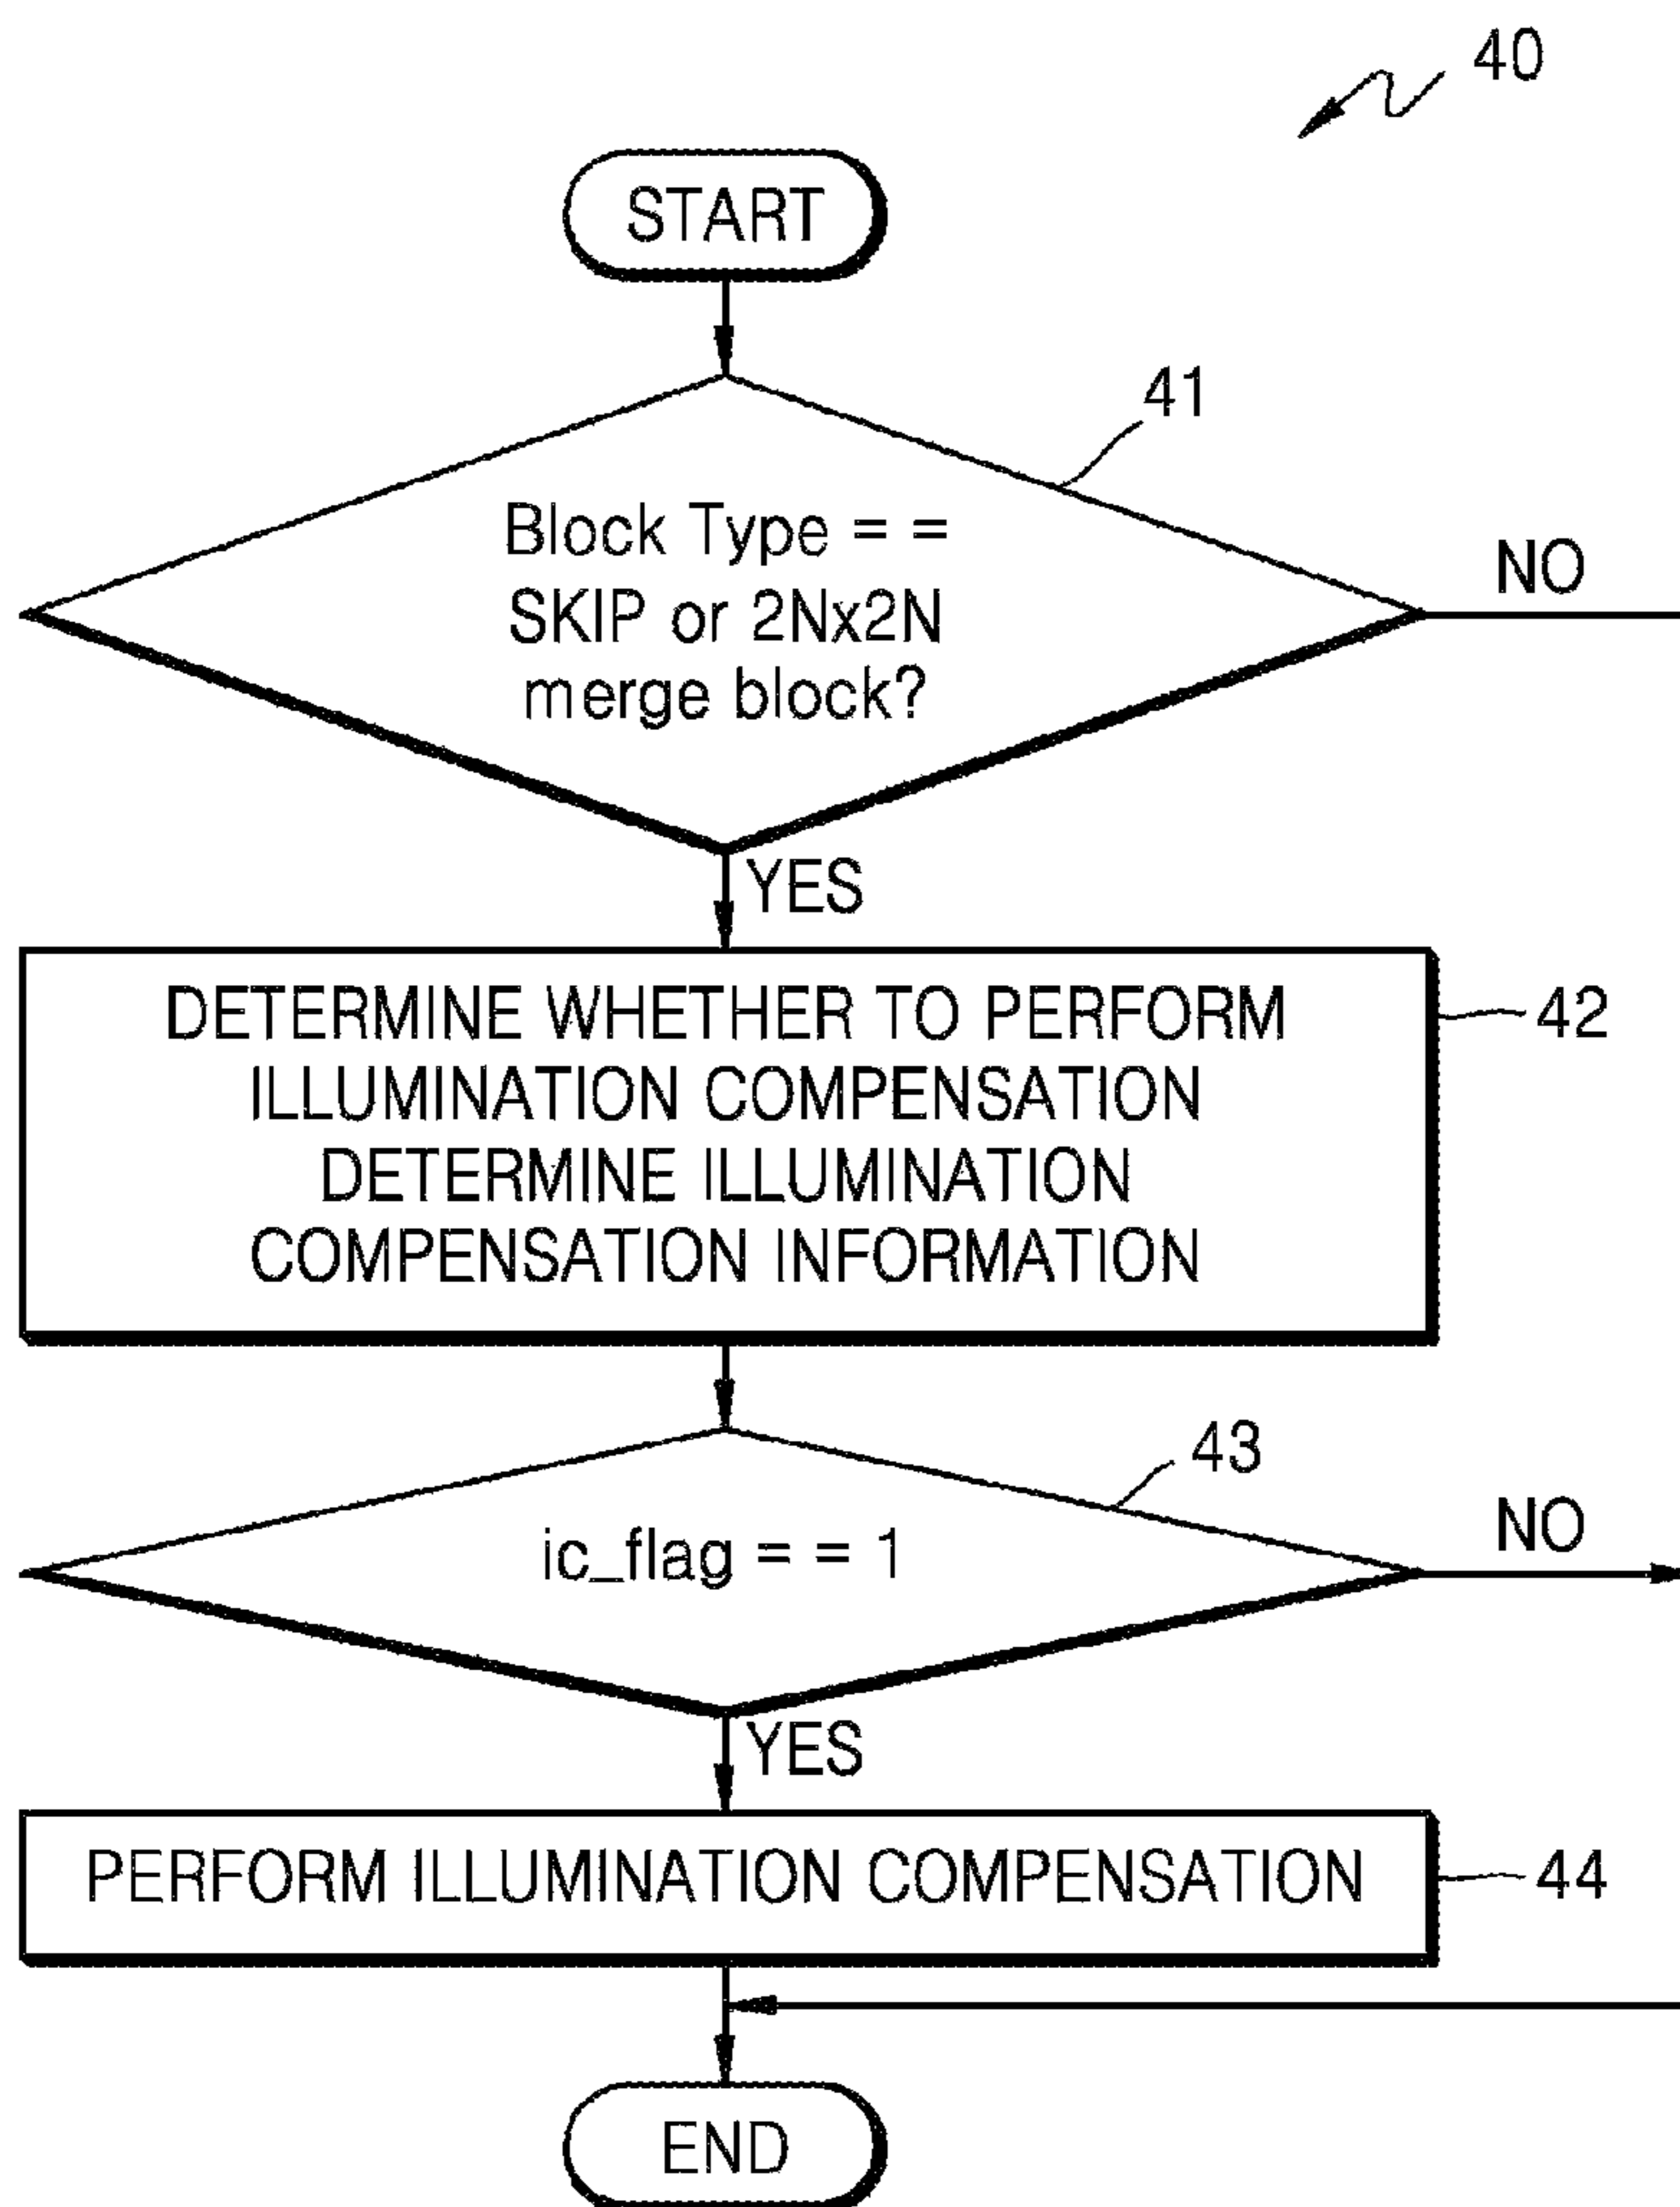 40
START
41
Block Type = =
SKIP or 2Nx2N
merge block?
NO
YES
DETERMINE WHETHER TO PERFORM
ILLUMINATION COMPENSATION
DETERMINE ILLUMINATION
COMPENSATION INFORMATION
42
43
ic_flag = = 1
NO
YES
PERFORM ILLUMINATION COMPENSATION
44
END